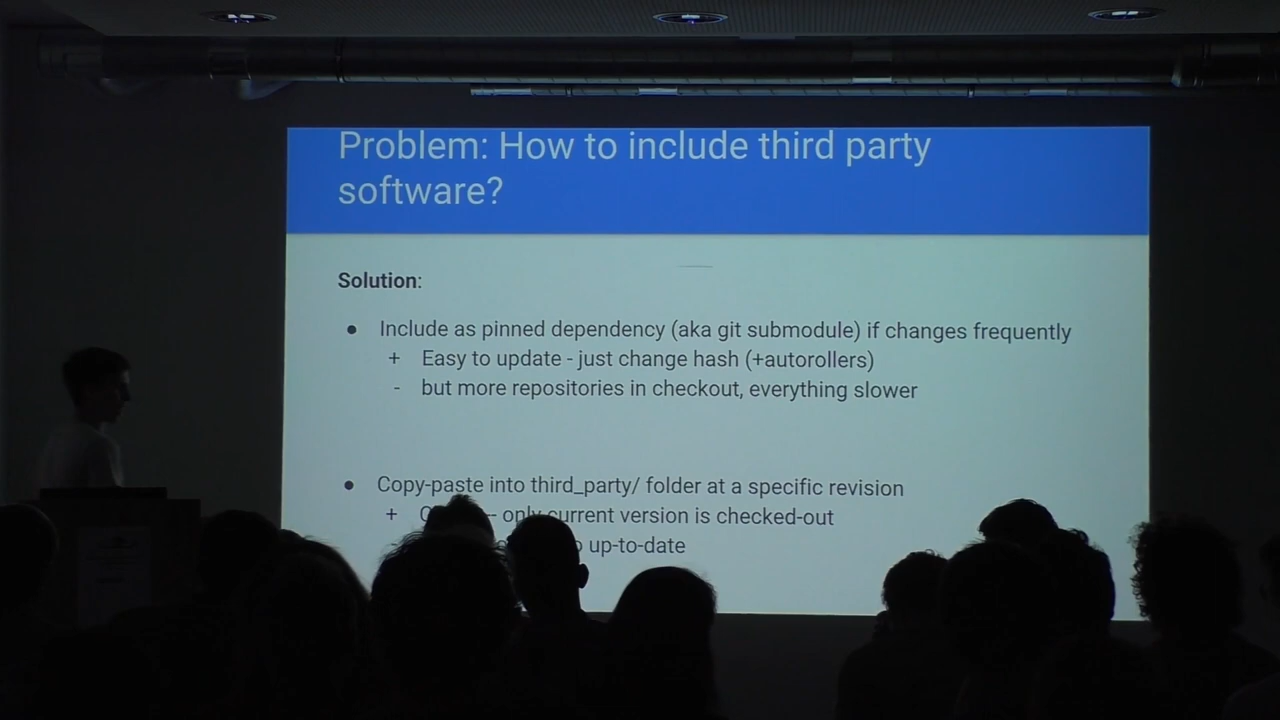 Problem: How to include third party
software?
Solution:
● Include as pinned dependency (aka git submodule) if changes frequently
+ Easy to update - just change hash (+autorollers)
- but more repositories in checkout, everything slower
● Copy-paste into third_party/ folder at a specific revision
+ – only current version is checked-out
up-to-date